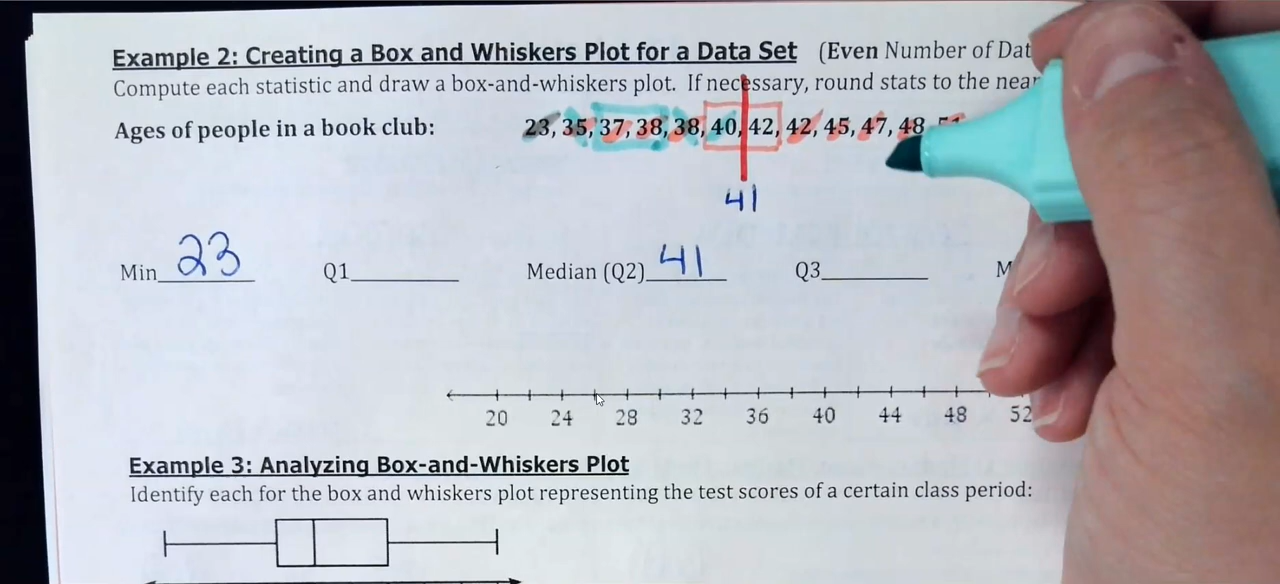 Example 2: Creating a Box and Whiskers Plot for a Data Set (Even Number of
Compute each statistic and draw a box-and-whiskers plot. If necessary, round stats to the
Ages of people in a book club: 23, 35, 37, 38, 38, 40, 42, 42, 45, 47, 48
41
Min 23 Q1 Median (Q2) 41 Q3
20 24 28 32 36 40 44 48 52
Example 3: Analyzing Box-and-Whiskers Plot
Identify each for the box and whiskers plot representing the test scores of a certain class period: